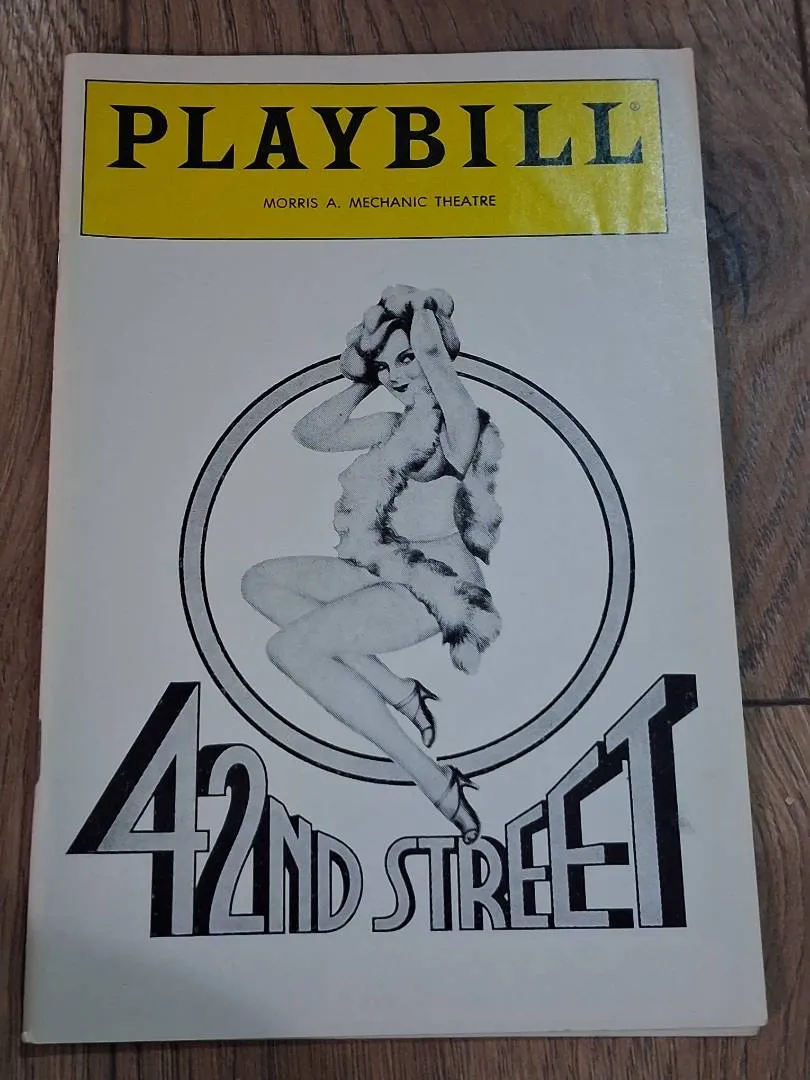 PLAYBILL®
MORRIS A. MECHANIC THEATRE
42ND STREET